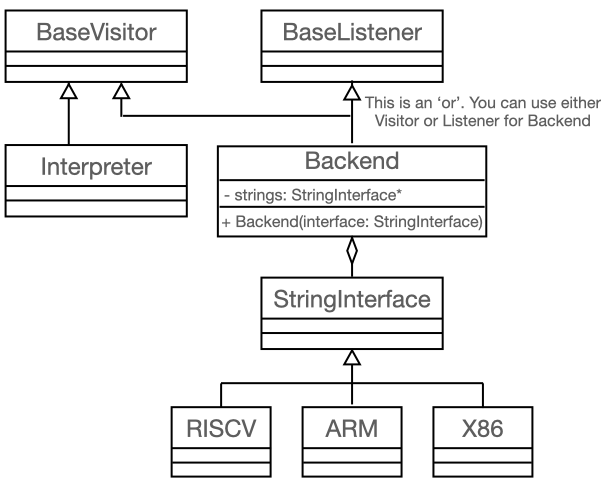 BaseVisitor
BaseListener
This is an ‘or’. You can use either
Visitor or Listener for Backend
Interpreter
Backend
- strings: StringInterface*
+ Backend(interface: StringInterface)
StringInterface
RISCV
ARM
X86